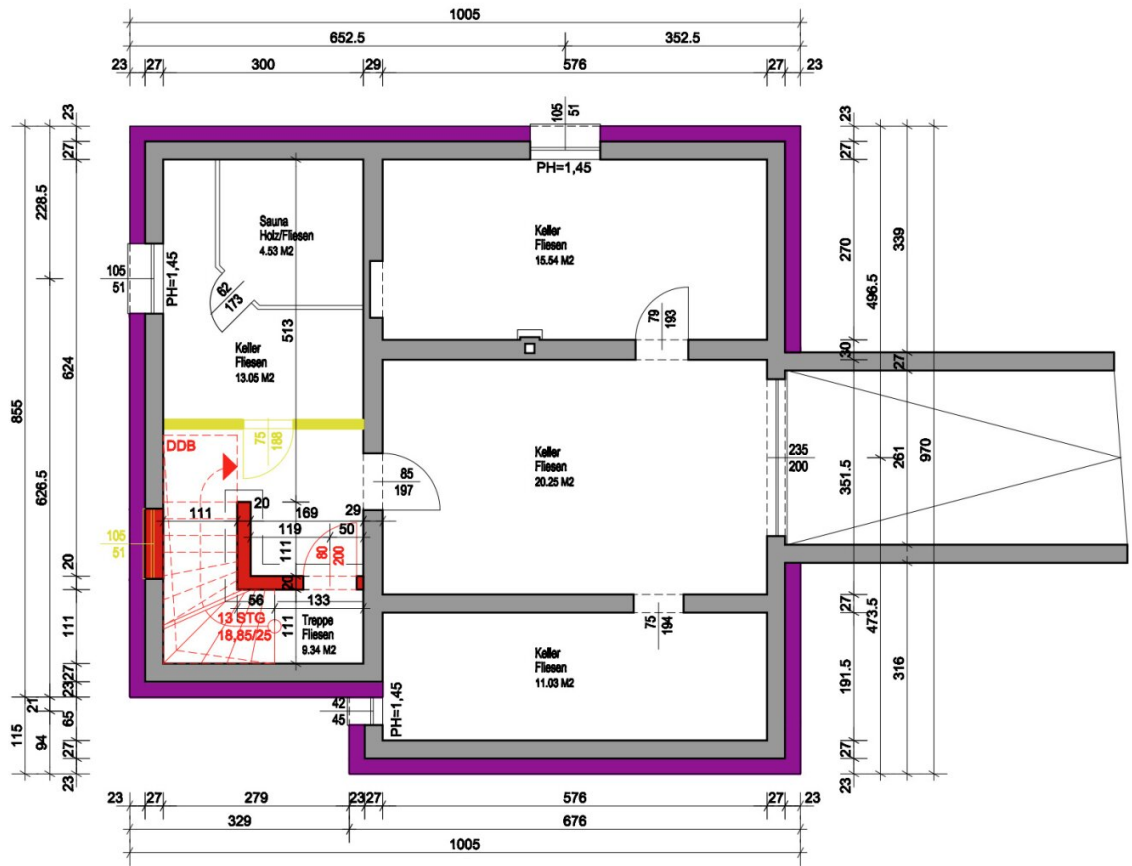 1005
652.5 352.5
23 27 300 29 576 27 23
105
51
PH=1,45
Sauna
Holz/Fliesen
4.53 M2
Keller
Fliesen
15.54 M2
105
51
PH=1,45
62
173
513
79
193
Keller
Fliesen
13.05 M2
75
188
DDB
85
197
Keller
Fliesen
20.25 M2
235
200
111 20 169 29
119 50
106
51
111
80
200
20
56 133
13 STG
18,85/25
111
Treppe
Fliesen
9.34 M2
75
194
Keller
Fliesen
11.03 M2
42
45
PH=1,45
855
115
228.5
626.5
21
94
23
27
624
20
111
27
23
65
27
23
23
27
270
30
351.5
27
191.5
27
23
496.5
473.5
339
27
261
316
970
23 27 279 23 27 576 27 23
329 676
1005